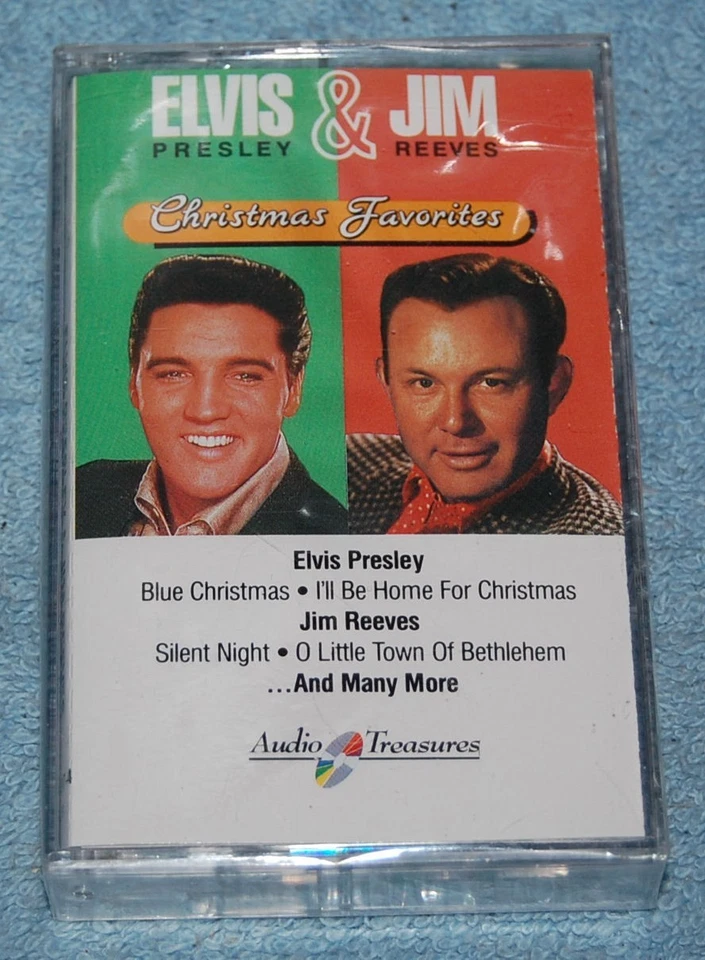 ELVIS & JIM
PRESLEY REEVES
Christmas Favorites
Elvis Presley
Blue Christmas • I'll Be Home For Christmas
Jim Reeves
Silent Night • O Little Town Of Bethlehem
...And Many More
Audio Treasures